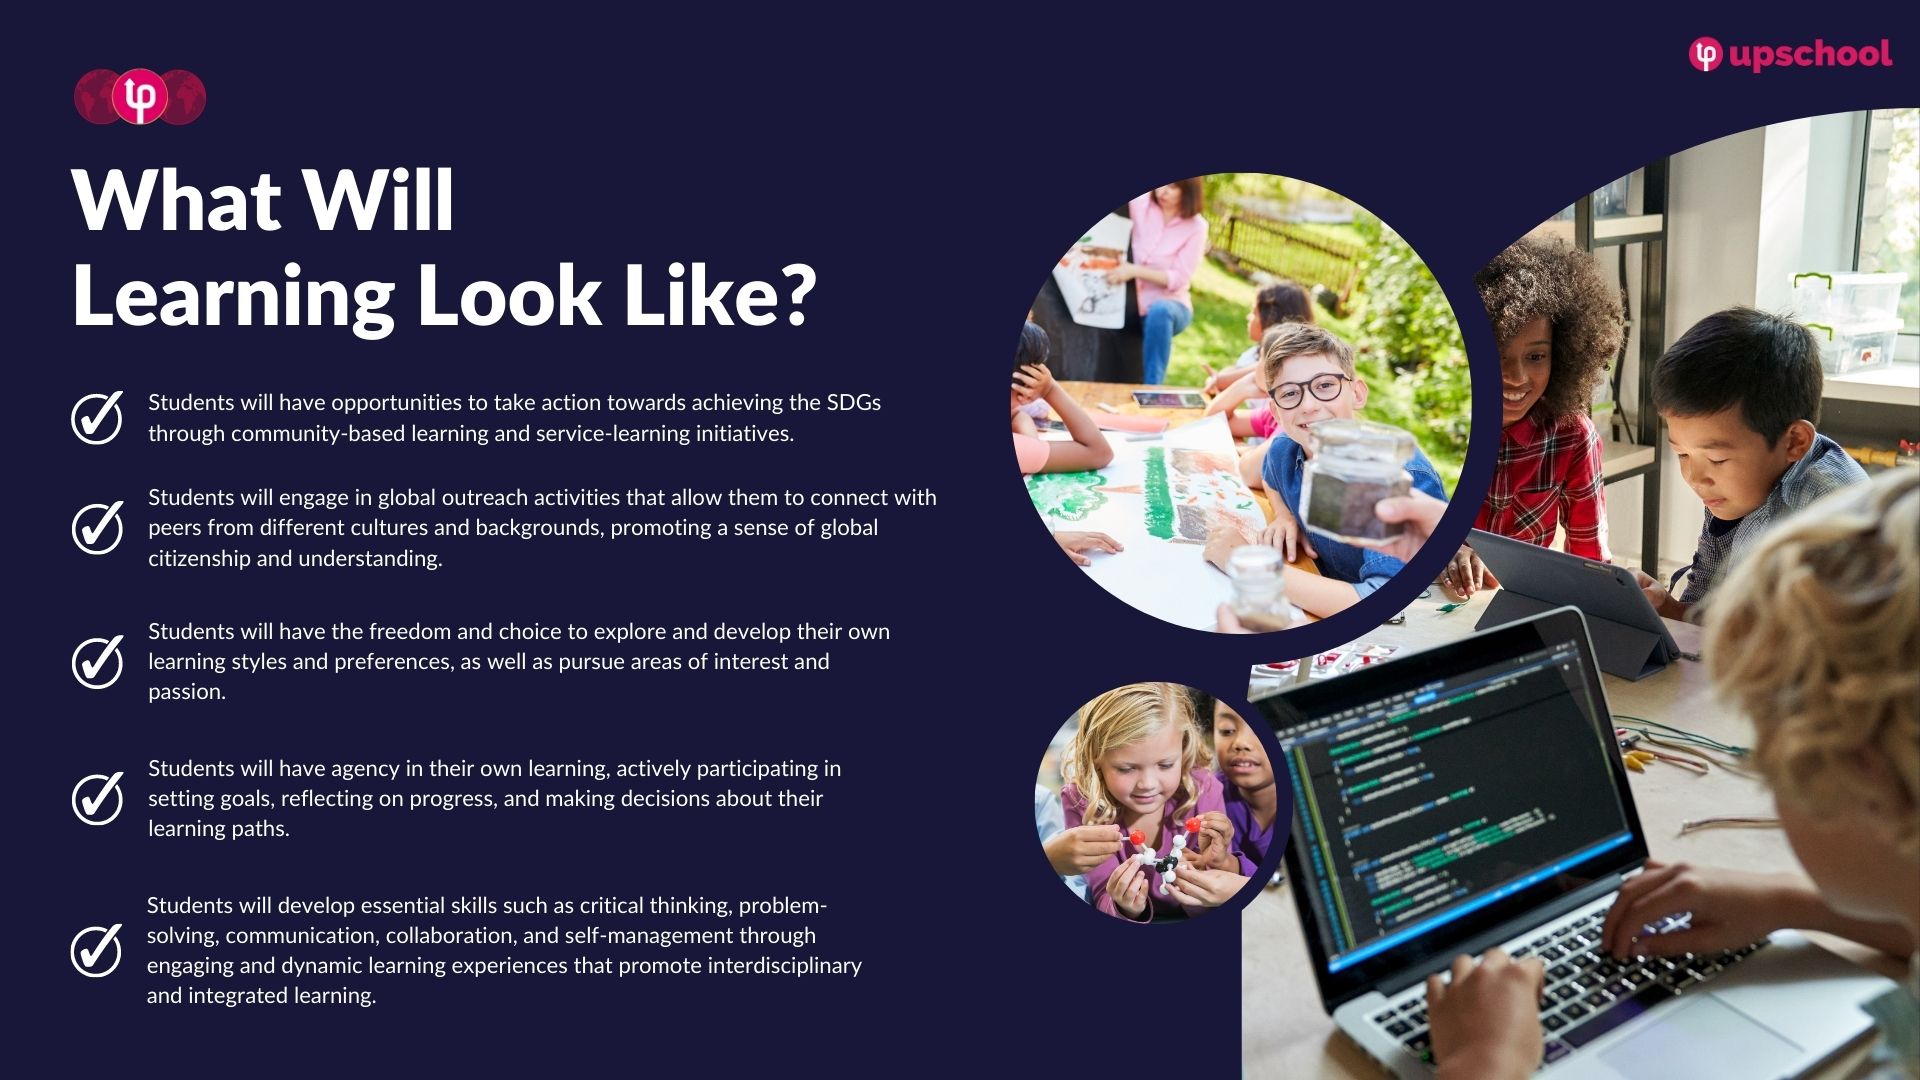 upschool
What Will
Learning Look Like?
Students will have opportunities to take action towards achieving the SDGs
through community-based learning and service-learning initiatives.
Students will engage in global outreach activities that allow them to connect with
peers from different cultures and backgrounds, promoting a sense of global
citizenship and understanding.
Students will have the freedom and choice to explore and develop their own
learning styles and preferences, as well as pursue areas of interest and
passion.
Students will have agency in their own learning, actively participating in
setting goals, reflecting on progress, and making decisions about their
learning paths.
Students will develop essential skills such as critical thinking, problem-
solving, communication, collaboration, and self-management through
engaging and dynamic learning experiences that promote interdisciplinary
and integrated learning.